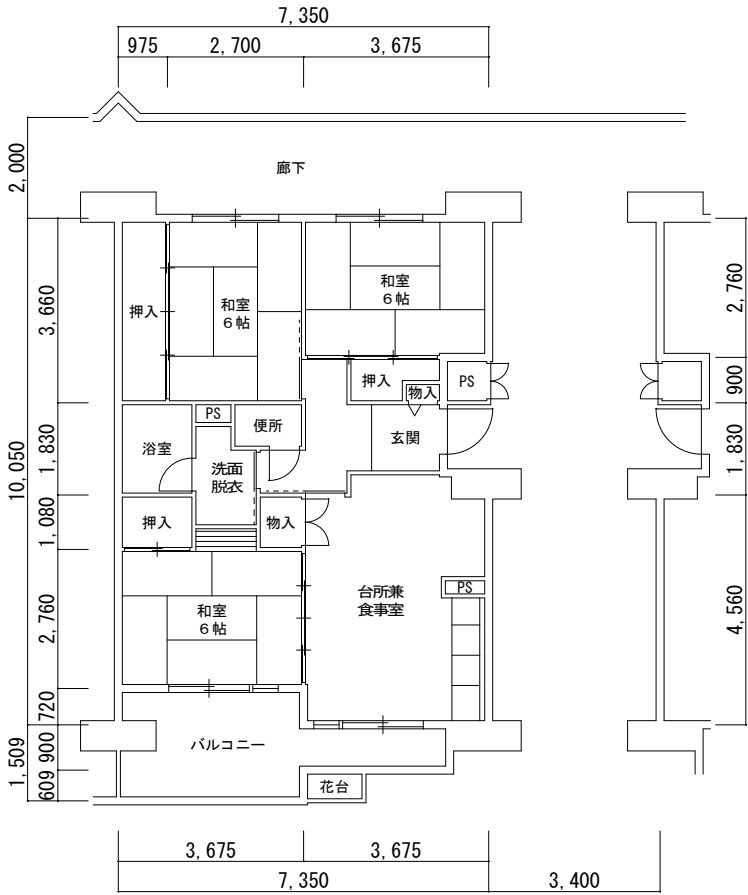 7,350
975
2,700
3,675
2,000
廊下
3,660
押入
和室
6帖
和室
6帖
2,760
押入
物入
PS
900
10,050
1,830
PS
便所
浴室
洗面
脱衣
玄関
1,830
1,080
押入
物入
2,760
和室
6帖
台所兼
食事室
PS
4,560
720
1,509
900
609
バルコニー
花台
3,675
3,675
7,350
3,400